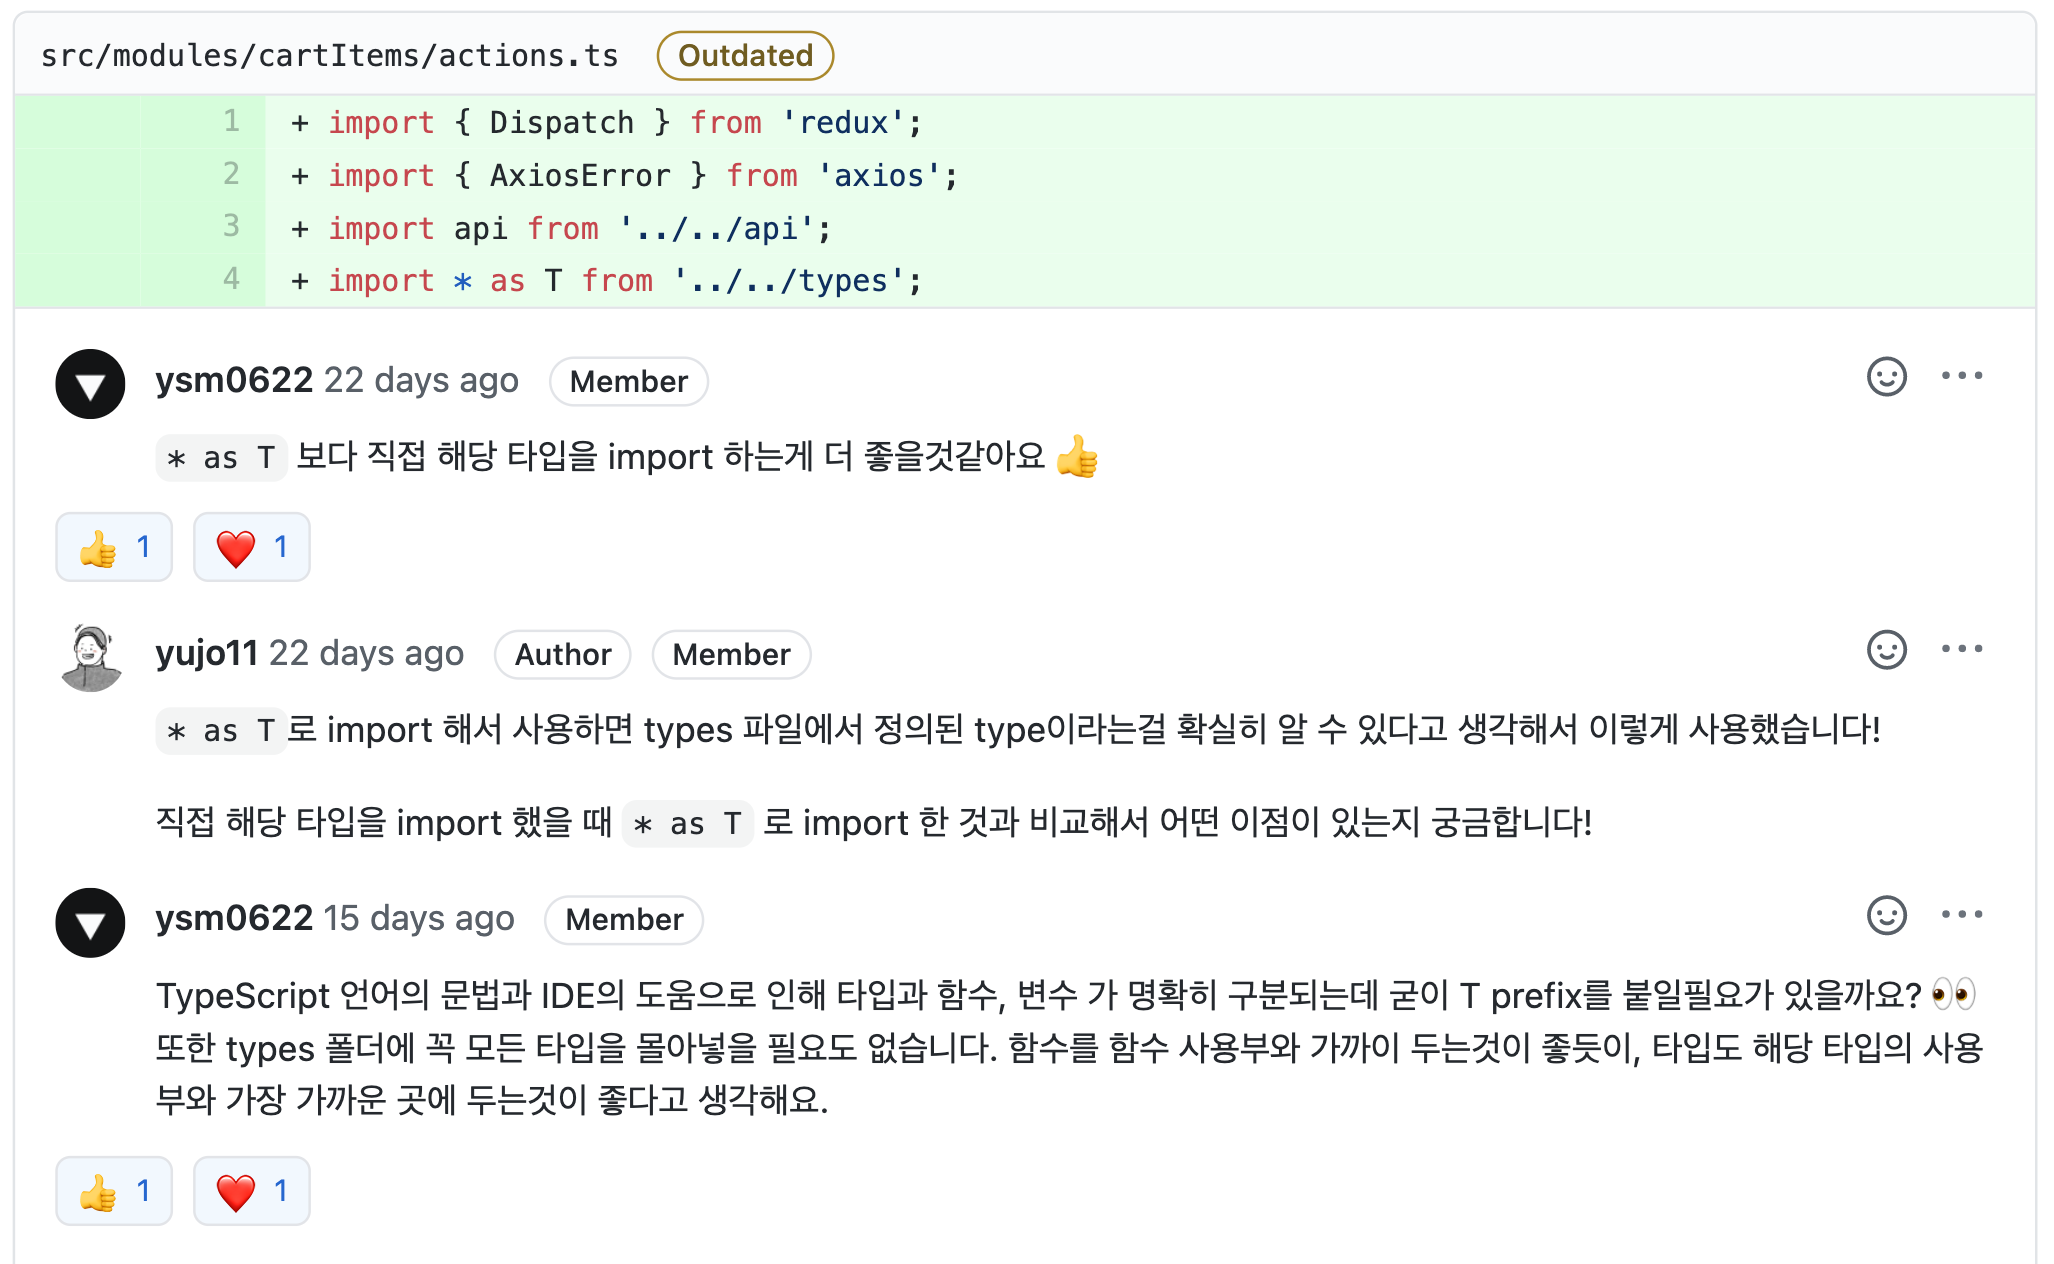 src/modules/cartItems/actions.ts Outdated
1 + import { Dispatch } from 'redux';
2 + import { AxiosError } from 'axios';
3 + import api from '../../api';
4 + import * as T from '../../types';
ysm0622 22 days ago Member
* as T 보다 직접 해당 타입을 import 하는게 더 좋을것같아요 👍
👍 1 ❤️ 1
yujo11 22 days ago Author Member
* as T로 import 해서 사용하면 types 파일에서 정의된 type이라는걸 확실히 알 수 있다고 생각해서 이렇게 사용했습니다!
직접 해당 타입을 import 했을 때 * as T 로 import 한 것과 비교해서 어떤 이점이 있는지 궁금합니다!
ysm0622 15 days ago Member
TypeScript 언어의 문법과 IDE의 도움으로 인해 타입과 함수, 변수 가 명확히 구분되는데 굳이 T prefix를 붙일필요가 있을까요? 👀
또한 types 폴더에 꼭 모든 타입을 몰아넣을 필요도 없습니다. 함수를 함수 사용부와 가까이 두는것이 좋듯이, 타입도 해당 타입의 사용
부와 가장 가까운 곳에 두는것이 좋다고 생각해요.
👍 1 ❤️ 1